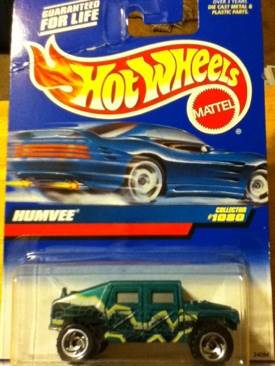 GUARANTEED
FOR LIFE
OVER 3 YEARS
DIE CAST METAL &
PLASTIC PARTS.
Hot Wheels
MATTEL
HUMVEE
COLLECTOR
#1080